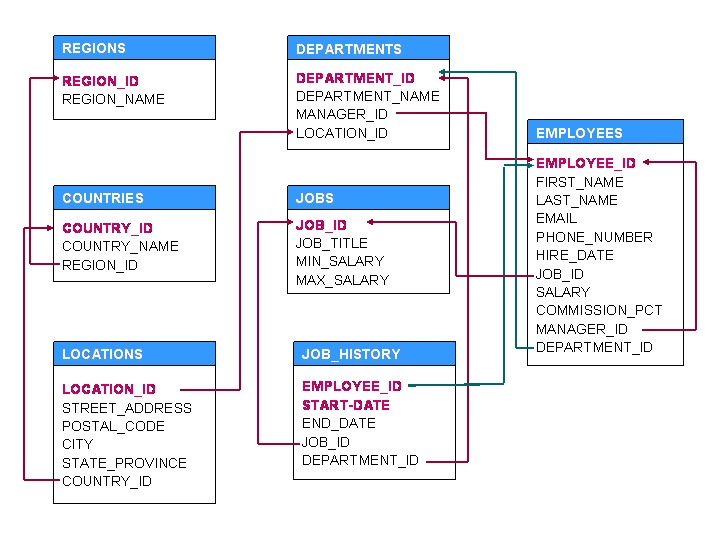 REGIONS
REGION_ID
REGION_NAME
DEPARTMENTS
DEPARTMENT_ID
DEPARTMENT_NAME
MANAGER_ID
LOCATION_ID
EMPLOYEES
EMPLOYEE_ID
FIRST_NAME
LAST_NAME
EMAIL
PHONE_NUMBER
HIRE_DATE
JOB_ID
SALARY
COMMISSION_PCT
MANAGER_ID
DEPARTMENT_ID
COUNTRIES
COUNTRY_ID
COUNTRY_NAME
REGION_ID
JOBS
JOB_ID
JOB_TITLE
MIN_SALARY
MAX_SALARY
LOCATIONS
LOCATION_ID
STREET_ADDRESS
POSTAL_CODE
CITY
STATE_PROVINCE
COUNTRY_ID
JOB_HISTORY
EMPLOYEE_ID
START-DATE
END_DATE
JOB_ID
DEPARTMENT_ID